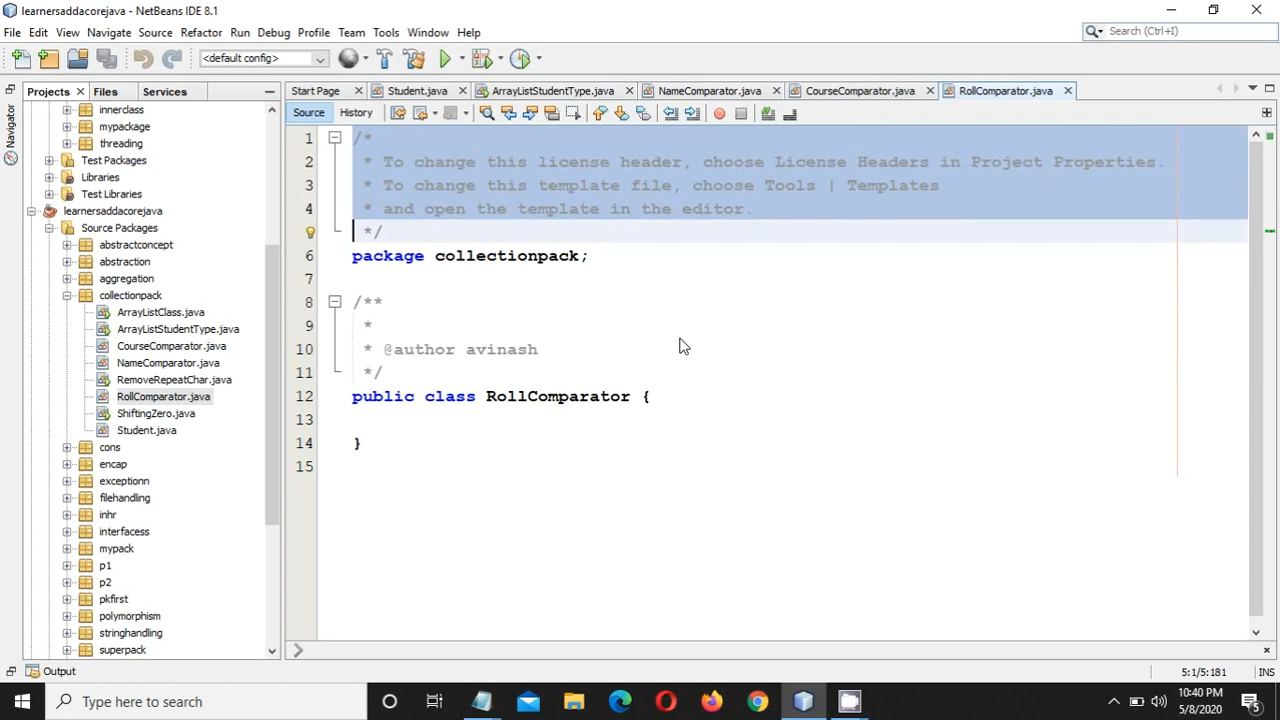 learnersaddacorejava - NetBeans IDE 8.1
File Edit View Navigate Source Refactor Run Debug Profile Team Tools Window Help
Search (Ctrl+I)
<default config>
Projects Files Services
Start Page Student.java ArrayListStudentType.java NameComparator.java CourseComparator.java RollComparator.java
Source History
Navigator
innerclass
mypackage
threading
Test Packages
Libraries
Test Libraries
learnersaddacorejava
Source Packages
abstractconcept
abstraction
aggregation
collectionpack
ArrayListClass.java
ArrayListStudentType.java
CourseComparator.java
NameComparator.java
RemoveRepeatChar.java
RollComparator.java
ShiftingZero.java
Student.java
cons
encap
exceptionn
filehandling
inhr
interfacess
mypack
p1
p2
pkfirst
polymorphism
stringhandling
superpack
1 /*
2 * To change this license header, choose License Headers in Project Properties.
3 * To change this template file, choose Tools | Templates
4 * and open the template in the editor.
*/
6 package collectionpack;
7
8 /**
9 *
10 * @author avinash
11 */
12 public class RollComparator {
13
14 }
15
Output
5:1/5:181 INS
Type here to search
10:40 PM
5/8/2020
5